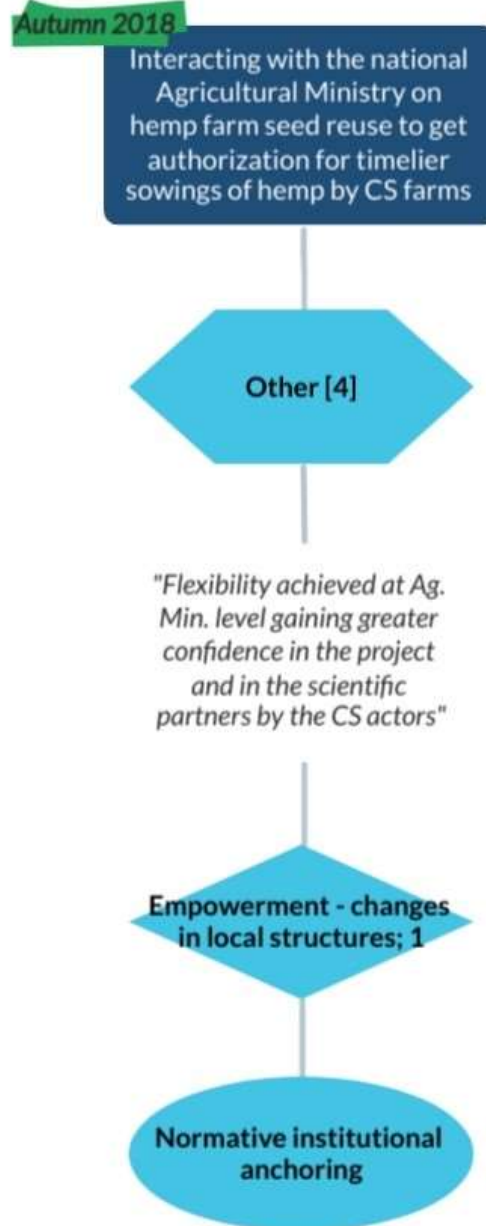 Autumn 2018
Interacting with the national
Agricultural Ministry on
hemp farm seed reuse to get
authorization for timelier
sowings of hemp by CS farms
Other [4]
"Flexibility achieved at Ag.
Min. level gaining greater
confidence in the project
and in the scientific
partners by the CS actors"
Empowerment - changes
in local structures; 1
Normative institutional
anchoring